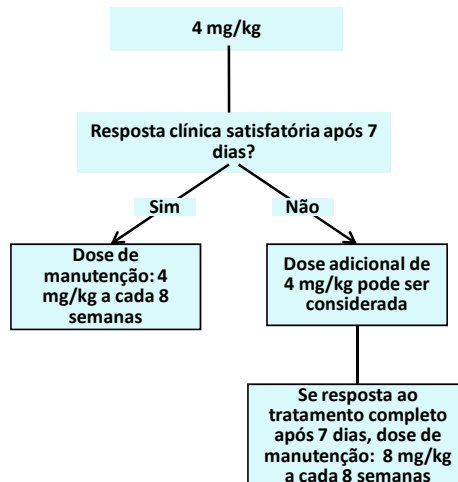 4 mg/kg
Resposta clínica satisfatória após 7
dias?
Sim
Não
Dose de
manutenção: 4
mg/kg a cada 8
semanas
Dose adicional de
4 mg/kg pode ser
considerada
Se resposta ao
tratamento completo
após 7 dias, dose de
manutenção: 8 mg/kg
a cada 8 semanas